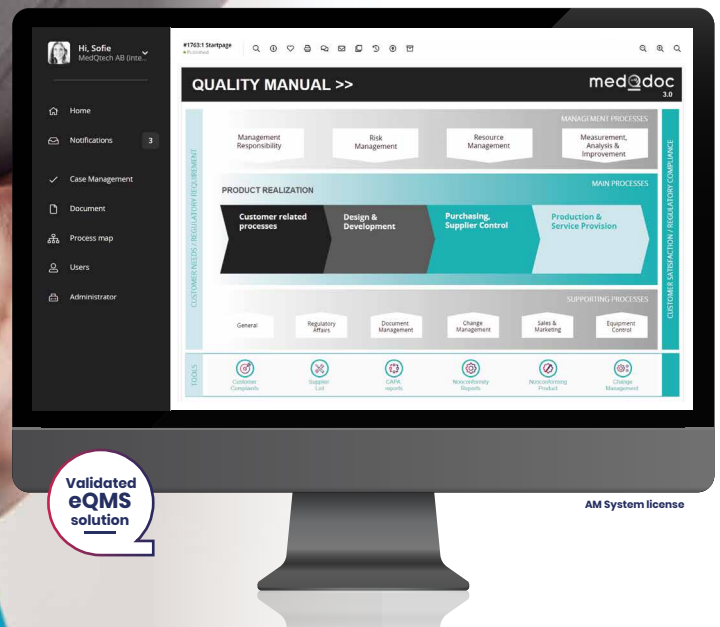 Hi, Sofie
MedQtech AB (Inte...
Home
Notifications 3
Case Management
Document
Process map
Users
Administrator
#1763:1 Startpage
Published
QUALITY MANUAL >>
medQdoc
3.0
CUSTOMER NEEDS / REGULATORY REQUIREMENT
MANAGEMENT PROCESSES
Management
Responsibility
Risk
Management
Resource
Management
Measurement,
Analysis &
Improvement
MAIN PROCESSES
PRODUCT REALIZATION
Customer related
processes
Design &
Development
Purchasing,
Supplier Control
Production &
Service Provision
SUPPORTING PROCESSES
General
Regulatory
Affairs
Document
Management
Change
Management
Sales &
Marketing
Equipment
Control
CUSTOMER SATISFACTION / REGULATORY COMPLIANCE
TOOLS
Customer
Complaints
Supplier
List
CAPA
reports
Nonconformity
Reports
Nonconforming
Product
Change
Management
Validated
eQMS
solution
AM System license